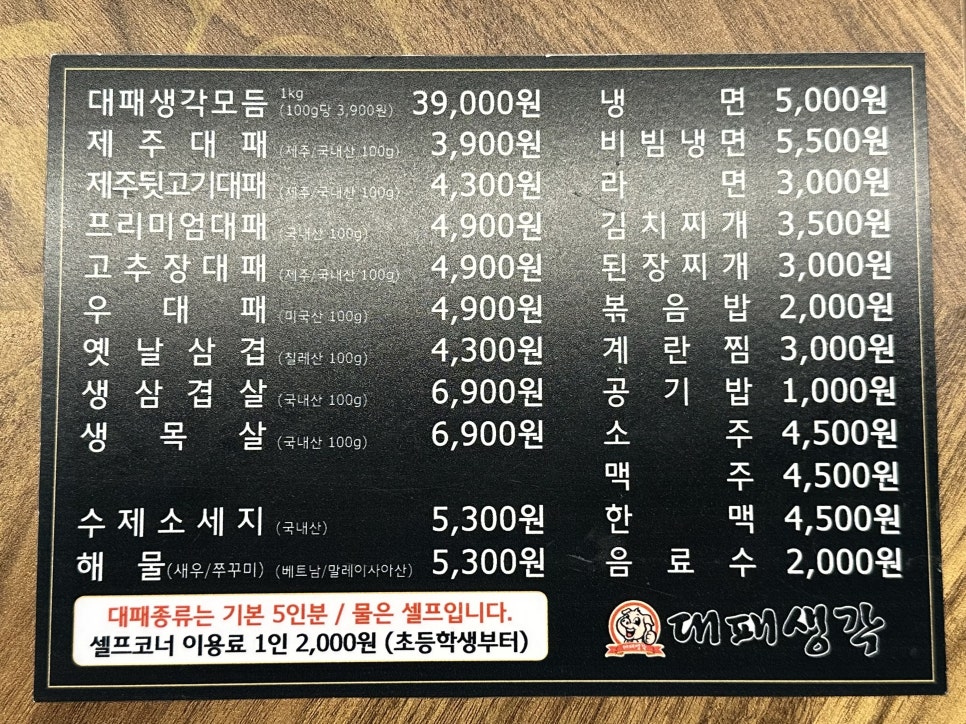 대패생각모듬 1kg (100g당 3,900원) 39,000원
제주대패 (제주/국내산 100g) 3,900원
제주뒷고기대패 (제주/국내산 100g) 4,300원
프리미엄대패 (국내산 100g) 4,900원
고추장대패 (제주/국내산 100g) 4,900원
우대패 (미국산 100g) 4,900원
옛날삼겹 (칠레산 100g) 4,300원
생삼겹살 (국내산 100g) 6,900원
생목살 (국내산 100g) 6,900원
수제소세지 (국내산) 5,300원
해물(새우/쭈꾸미) (베트남/말레이시아산) 5,300원
냉면 5,000원
비빔냉면 5,500원
라면 3,000원
김치찌개 3,500원
된장찌개 3,000원
볶음밥 2,000원
계란찜 3,000원
공기밥 1,000원
소주 4,500원
맥주 4,500원
한맥 4,500원
음료수 2,000원
대패종류는 기본 5인분 / 물은 셀프입니다.
셀프코너 이용료 1인 2,000원 (초등학생부터)
대패생각